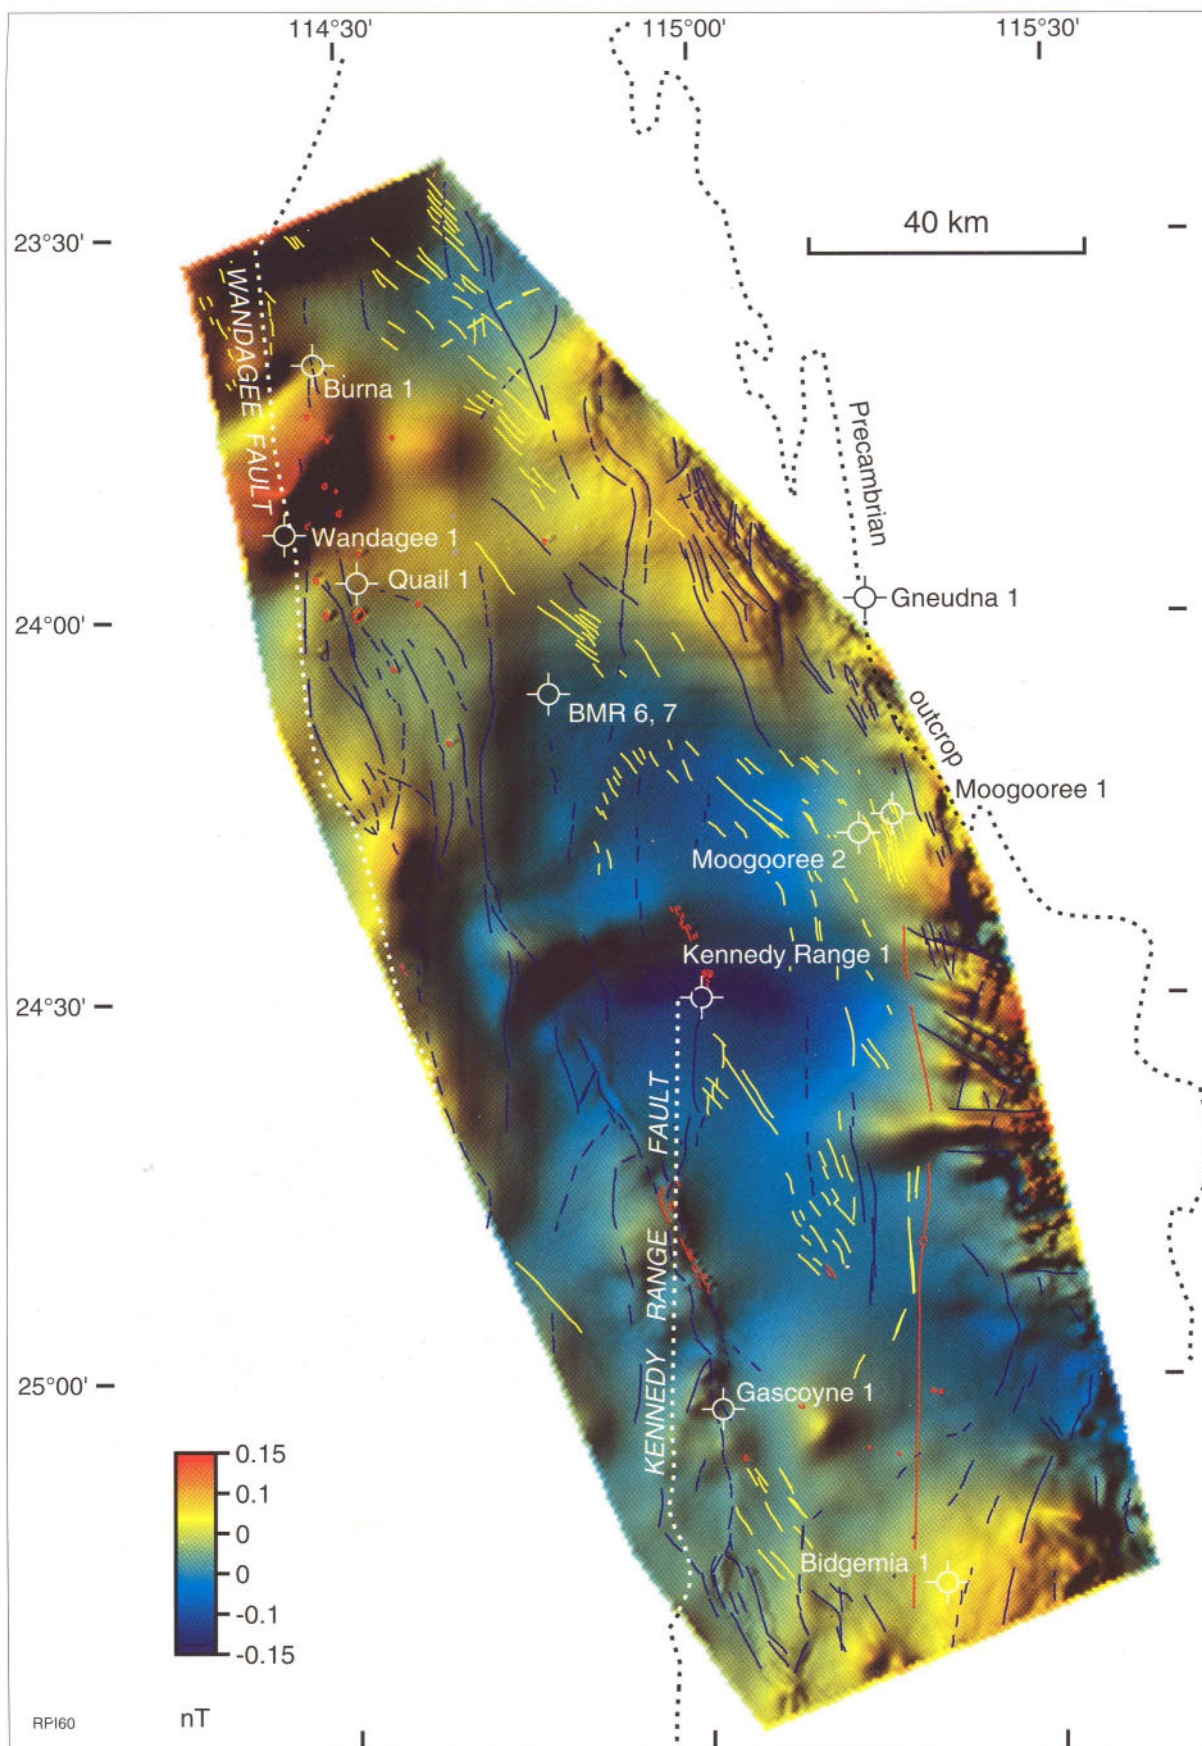 114°30'
115°00'
115°30'
40 km
23°30'
WANDAGEE FAULT
Burna 1
Precambrian
Wandagee 1
Quail 1
Gneudna 1
24°00'
BMR 6, 7
outcrop
Moogooree 1
Moogooree 2
Kennedy Range 1
24°30'
KENNEDY RANGE FAULT
25°00'
Gascoyne 1
0.15
0.1
0
0
-0.1
-0.15
Bidgemia 1
nT
RPI60